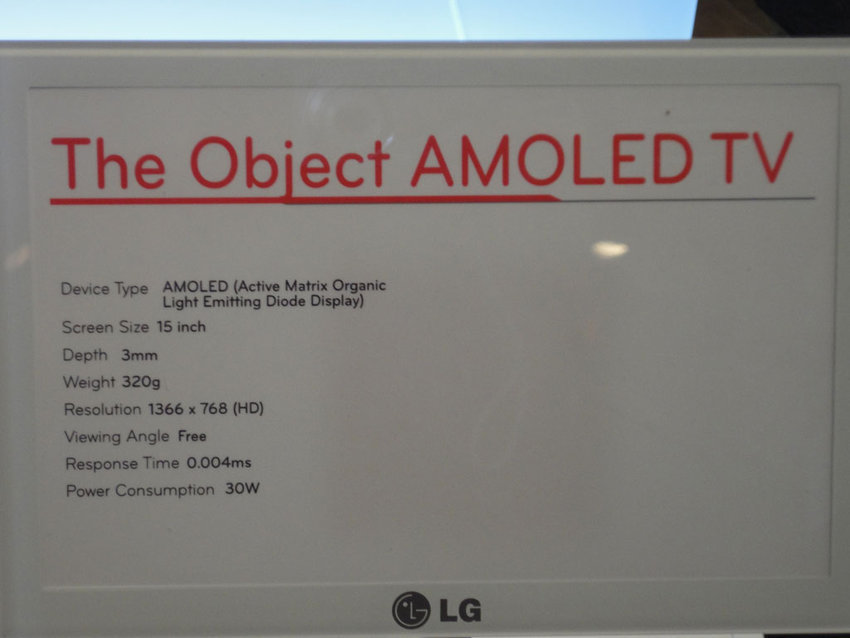 The Object AMOLED TV
Device Type AMOLED (Active Matrix Organic
Light Emitting Diode Display)
Screen Size 15 inch
Depth 3mm
Weight 320g
Resolution 1366 x 768 (HD)
Viewing Angle Free
Response Time 0.004ms
Power Consumption 30W
LG